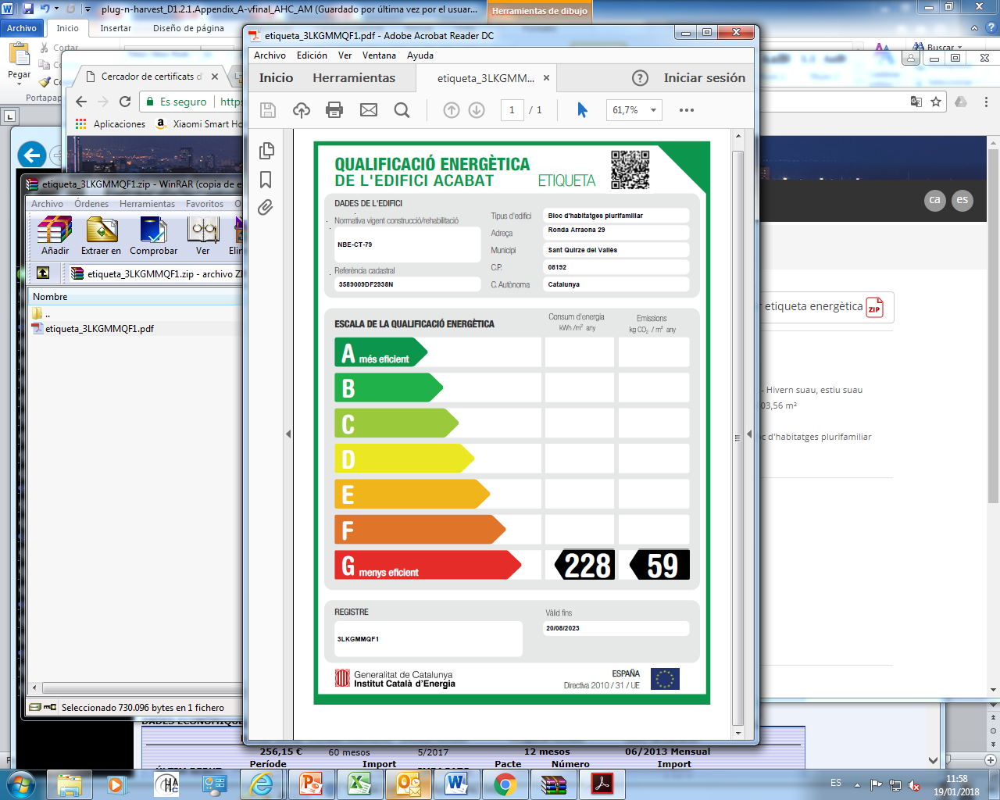 plug-n-harvest_D1.2.1.Appendix_A-vfinal_AHC_AM (Guardado por última vez por el usuar...
Herramientas de dibujo
Archivo Inicio Insertar Diseño de página
Cortar
Pegar
Portapap
Buscar
etiqueta_3LKGMMQF1.pdf - Adobe Acrobat Reader DC
Archivo Edición Ver Ventana Ayuda
Inicio Herramientas etiqueta_3LKGMM... × Iniciar sesión
1 / 1 61,7%
Cercador de certificats d'
Es seguro https
Aplicaciones Xiaomi Smart Ho
ca es
etiqueta_3LKGMMQF1.zip - WinRAR (copia de e
Archivo Órdenes Herramientas Favoritos O
Añadir Extraer en Comprobar Ver Elin
etiqueta_3LKGMMQF1.zip - archivo Z
Nombre
..
etiqueta_3LKGMMQF1.pdf
Seleccionado 730.096 bytes en 1 fichero
QUALIFICACIÓ ENERGÈTICA
DE L'EDIFICI ACABAT ETIQUETA
DADES DE L'EDIFICI
Normativa vigent construcció/rehabilitació
NBE-CT-79
Referència cadastral
3589009DF2938N
Tipus d'edifici Bloc d'habitatges plurifamiliar
Adreça Ronda Arraona 29
Municipi Sant Quirze del Vallès
C.P. 08192
C. Autònoma Catalunya
ESCALA DE LA QUALIFICACIÓ ENERGÈTICA
Consum d'energia
kWh /m² any
Emissions
kg CO₂ / m² any
A més eficient
B
C
D
E
F
G menys eficient 228 59
REGISTRE
3LKGMMQF1
Vàlid fins
20/08/2023
Generalitat de Catalunya
Institut Català d'Energia
ESPAÑA
Directiva 2010 / 31 / UE
r etiqueta energètica ZIP
- Hivern suau, estiu suau
03,56 m²
c d'habitatges plurifamiliar
256,15 € 60 mesos 5/2017 12 mesos 06/2013 Mensual
Període Import Pacte Número Import
ES 11:58
19/01/2018